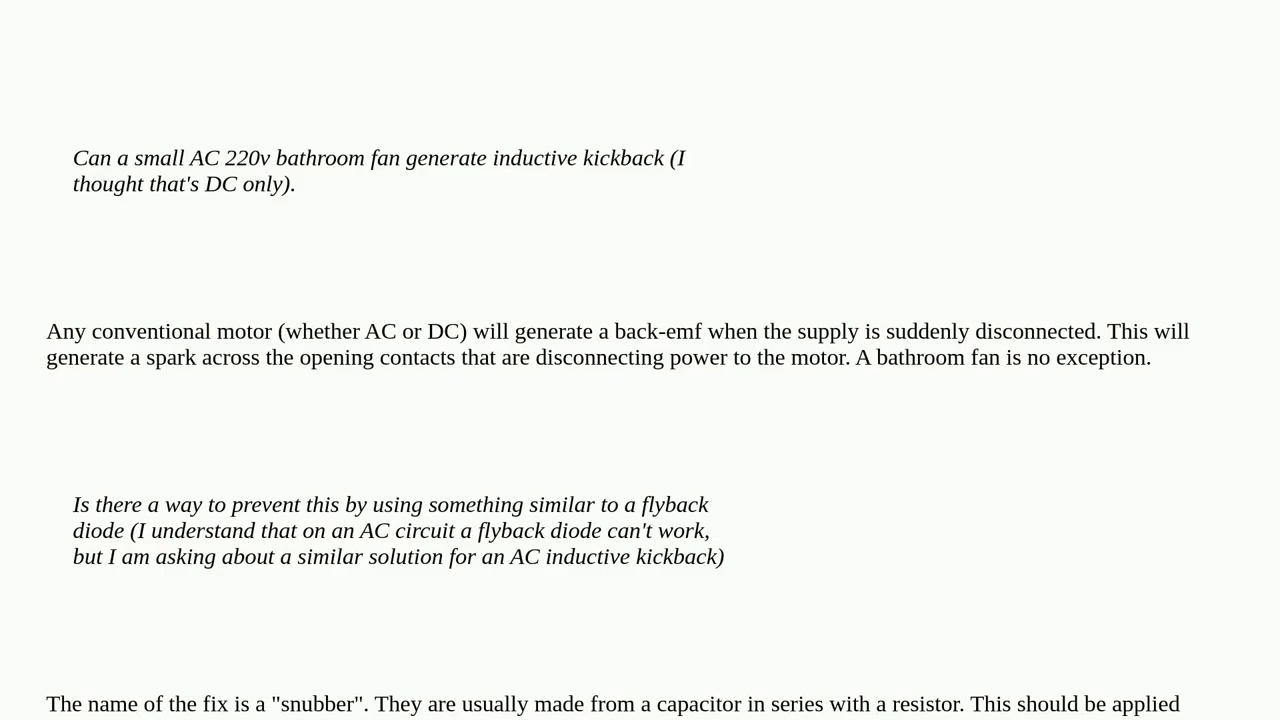 Can a small AC 220v bathroom fan generate inductive kickback (I
thought that's DC only).
Any conventional motor (whether AC or DC) will generate a back-emf when the supply is suddenly disconnected. This will
generate a spark across the opening contacts that are disconnecting power to the motor. A bathroom fan is no exception.
Is there a way to prevent this by using something similar to a flyback
diode (I understand that on an AC circuit a flyback diode can't work,
but I am asking about a similar solution for an AC inductive kickback)
The name of the fix is a "snubber". They are usually made from a capacitor in series with a resistor. This should be applied